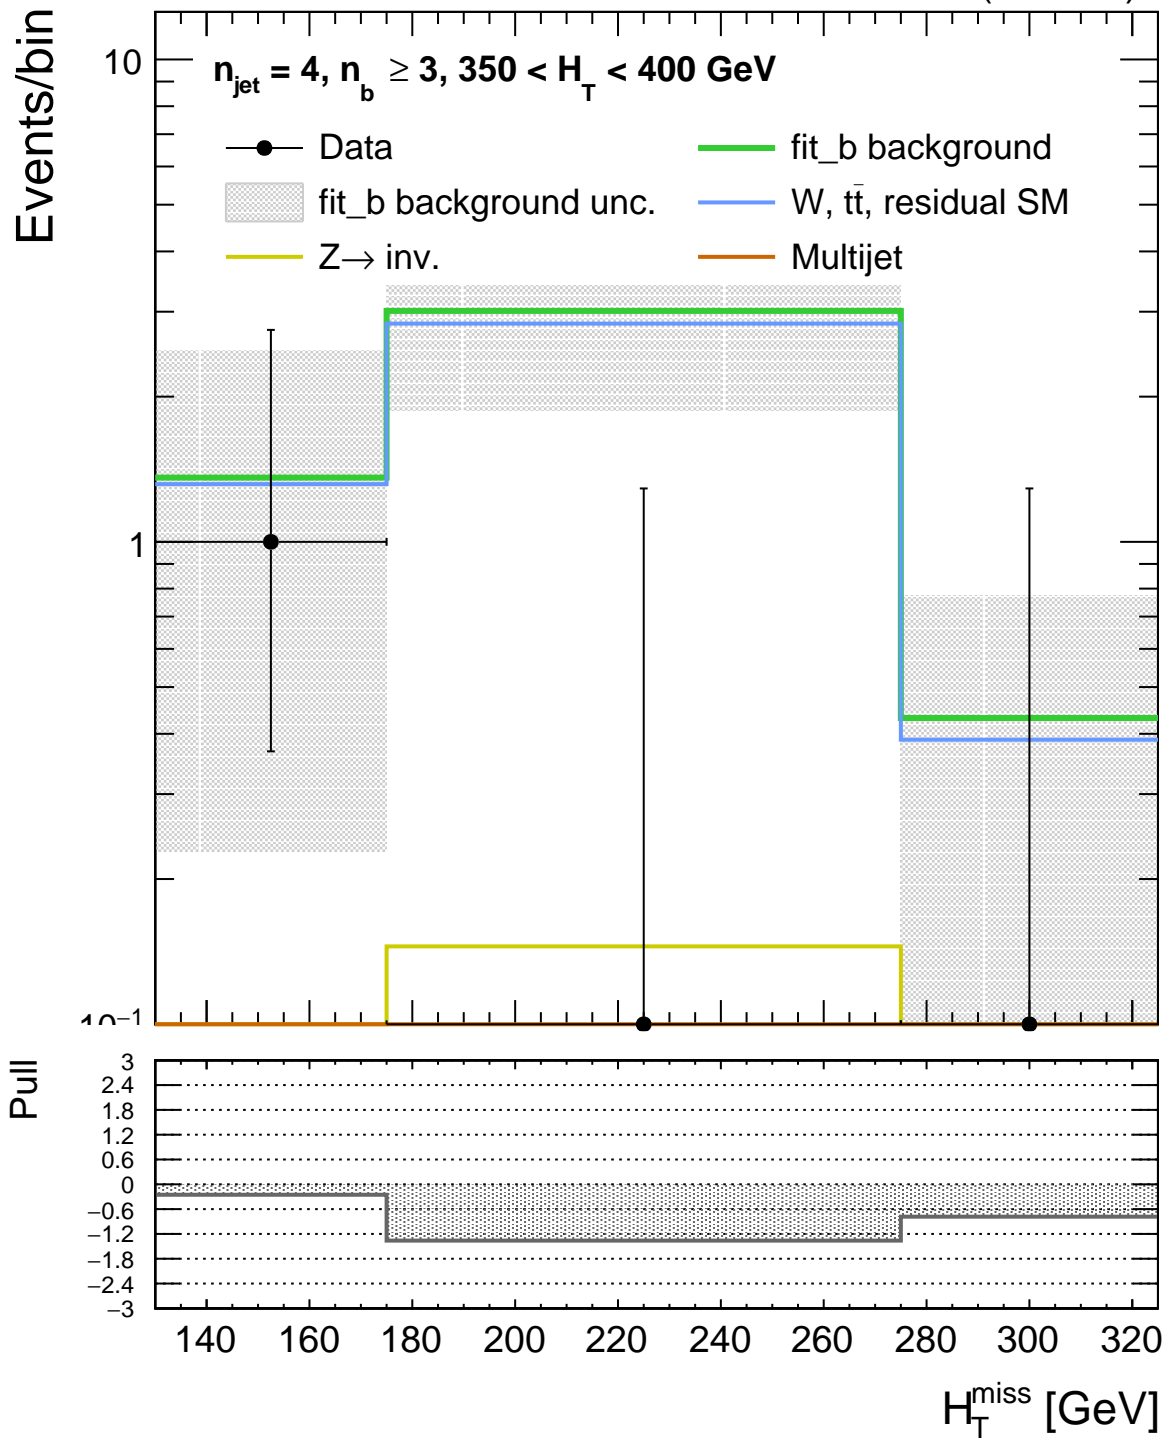 Events/bin
10
n_jet = 4, n_b ≥ 3, 350 < H_T < 400 GeV
Data
fit_b background
fit_b background unc.
W, tt̄, residual SM
Z→ inv.
Multijet
1
10⁻¹
Pull
3
2.4
1.8
1.2
0.6
0
−0.6
−1.2
−1.8
−2.4
−3
140 160 180 200 220 240 260 280 300 320
H_T^miss [GeV]